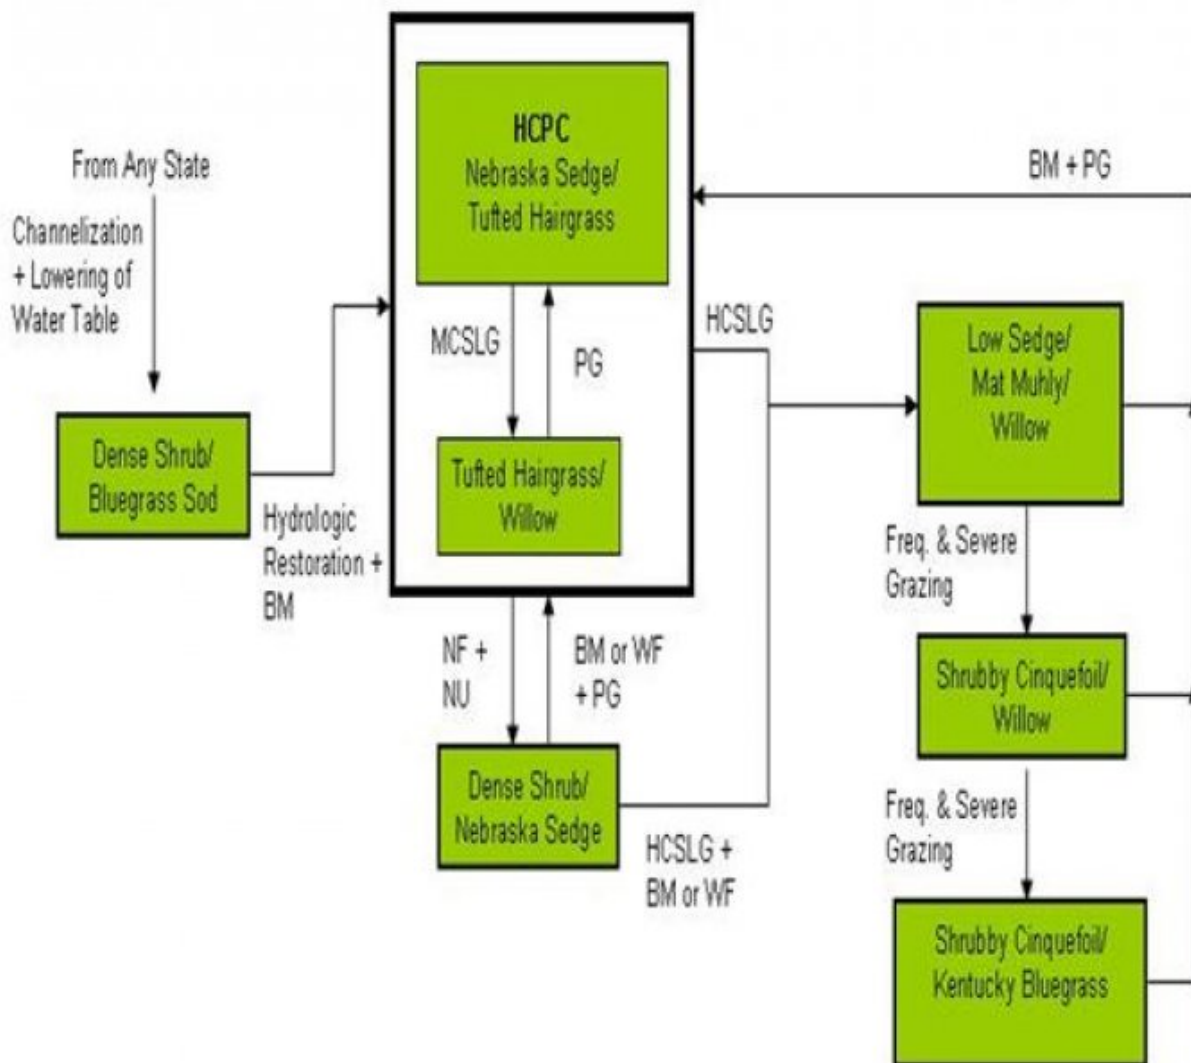 HCPC
Nebraska Sedge/
Tufted Hairgrass
From Any State
Channelization
+ Lowering of
Water Table
BM + PG
MCSLG
PG
HCSLG
Low Sedge/
Mat Muhly/
Willow
Dense Shrub/
Bluegrass Sod
Tufted Hairgrass/
Willow
Hydrologic
Restoration +
BM
Freq. & Severe
Grazing
NF +
NU
BM or WF
+ PG
Shrubby Cinquefoil/
Willow
Dense Shrub/
Nebraska Sedge
HCSLG +
BM or WF
Freq. & Severe
Grazing
Shrubby Cinquefoil/
Kentucky Bluegrass